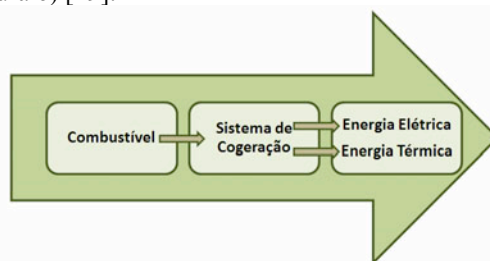 Combustível
Sistema de
Cogeração
Energia Elétrica
Energia Térmica